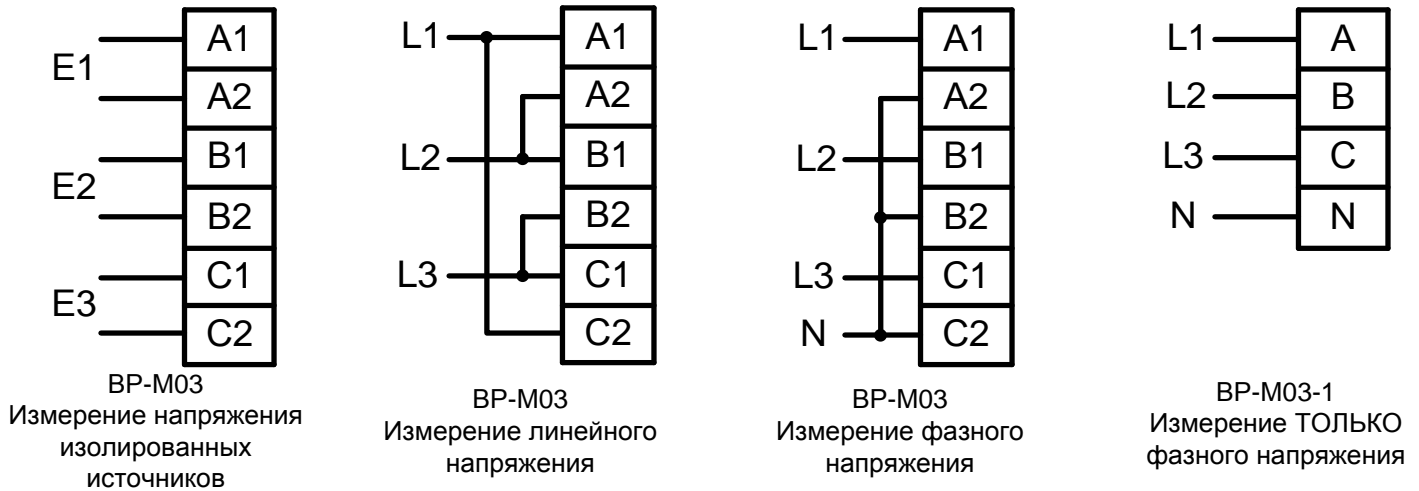 E1
A1
A2
E2
B1
B2
E3
C1
C2
ВР-М03
Измерение напряжения
изолированных
источников
L1
A1
A2
L2
B1
B2
L3
C1
C2
ВР-М03
Измерение линейного
напряжения
L1
A1
A2
L2
B1
B2
L3
C1
N
C2
ВР-М03
Измерение фазного
напряжения
L1
A
L2
B
L3
C
N
N
ВР-М03-1
Измерение ТОЛЬКО
фазного напряжения